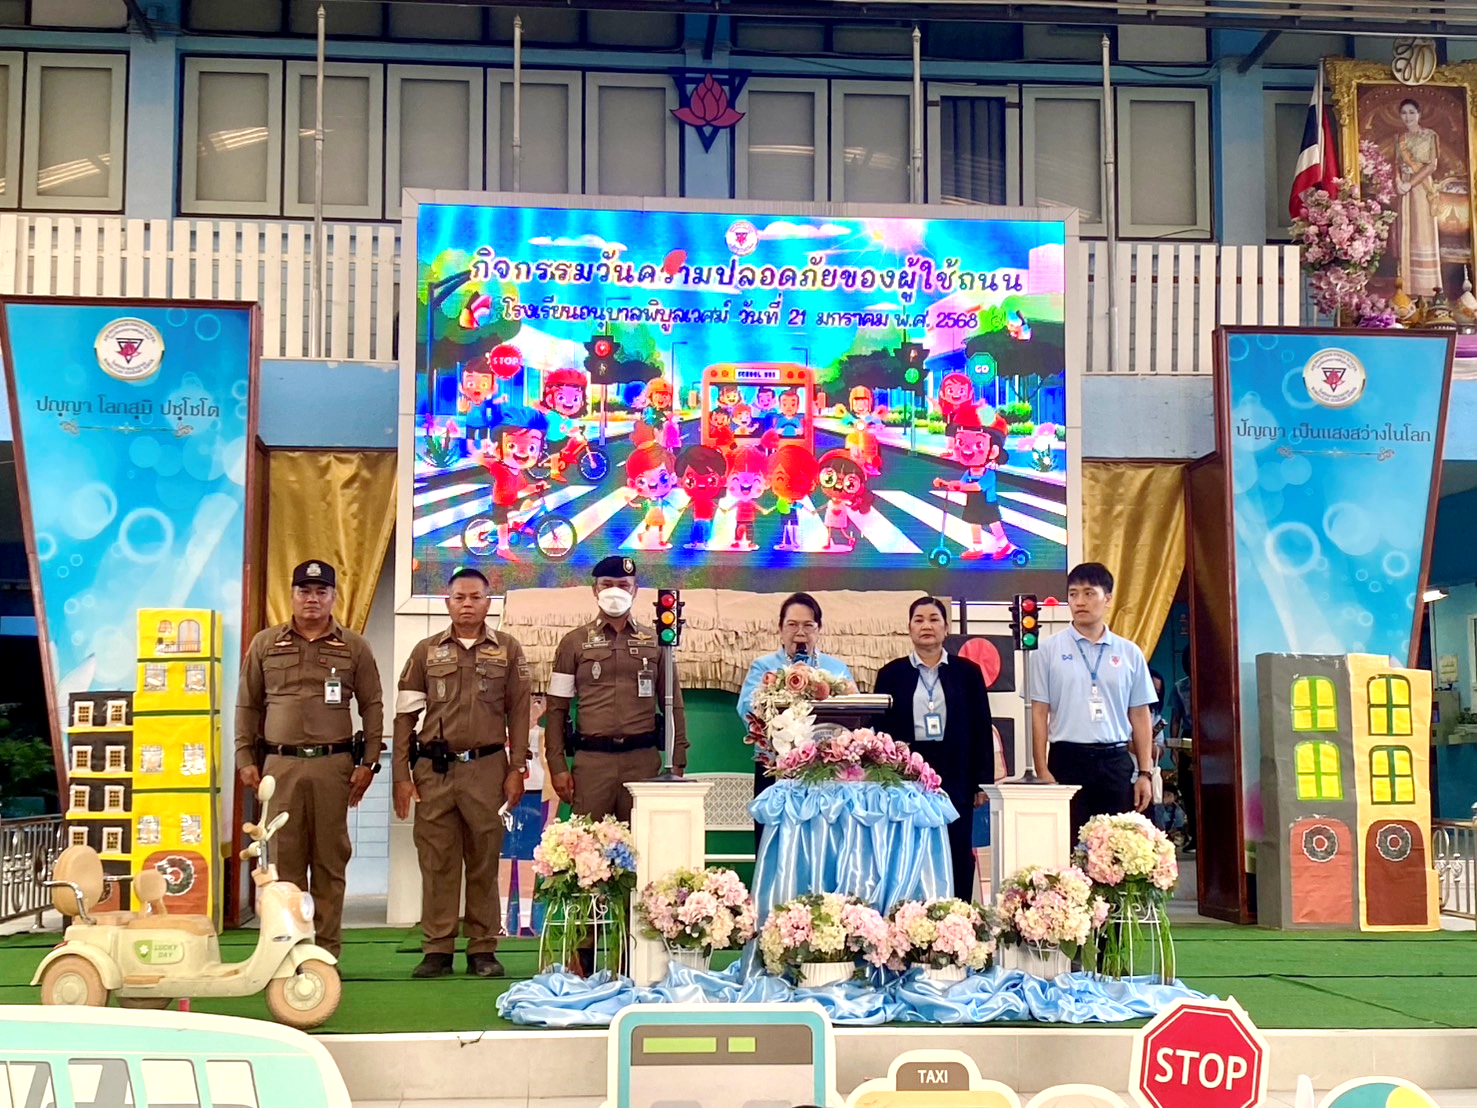 กิจกรรมวันความปลอดภัยของผู้ใช้ถนน
โรงเรียนอนุบาลพิบูลเวศม์ วันที่ 21 มกราคม พ.ศ. 2568
STOP
SCHOOL BUS
GO
ปญฺญา โลกสฺมิ ปชฺโชโต
ปัญญา เป็นแสงสว่างในโลก
LUCKY
DAY
TAXI
STOP